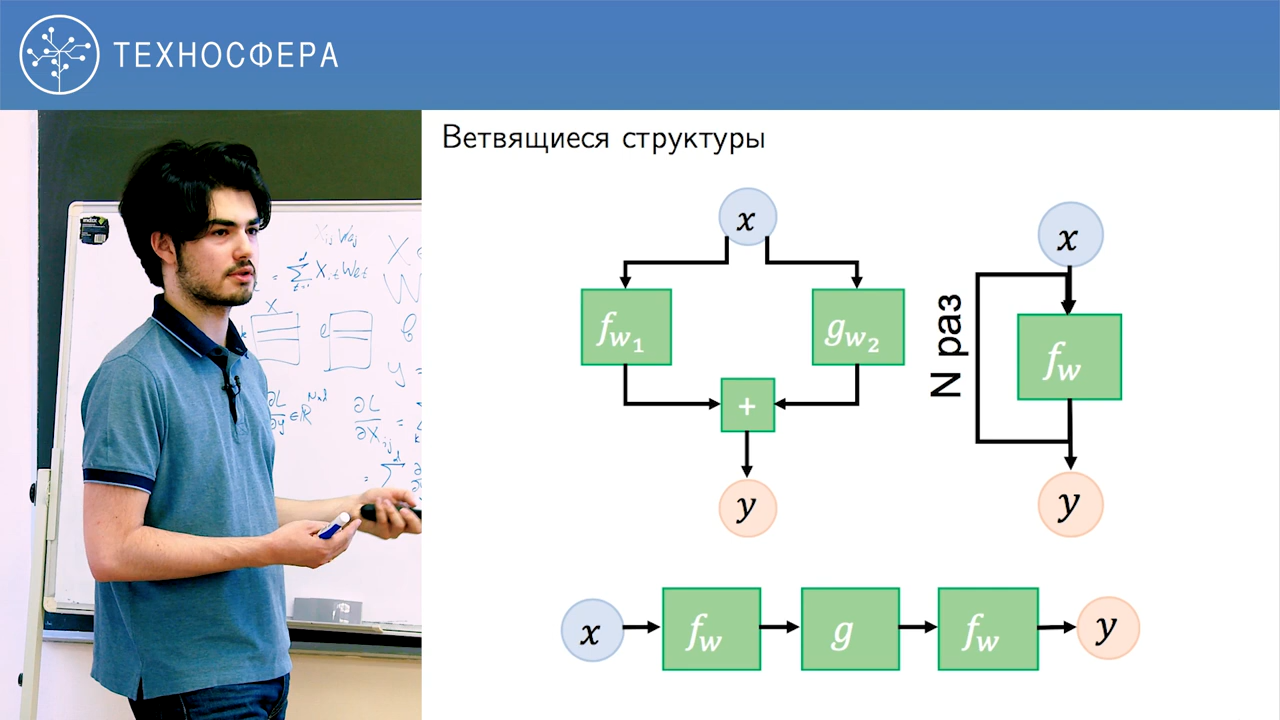 ТЕХНОСФЕРА
Ветвящиеся структуры
x
f_{w_1}
g_{w_2}
+
y
x
N раз
f_w
y
x
f_w
g
f_w
y